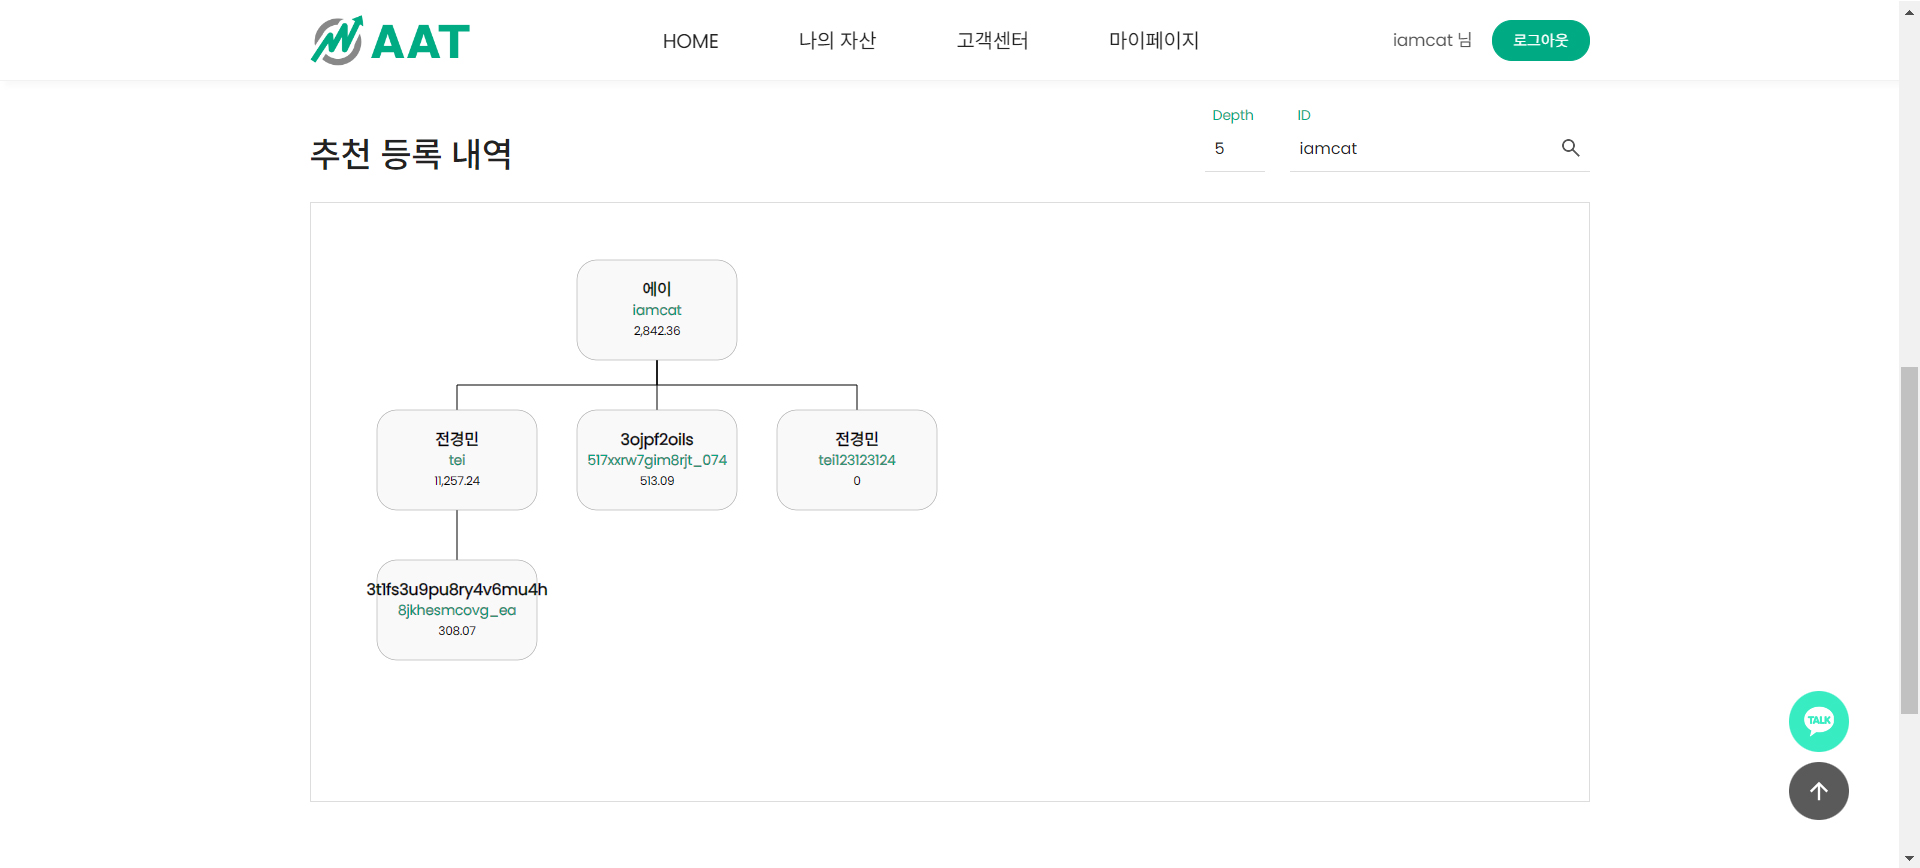 AAT
HOME
나의 자산
고객센터
마이페이지
iamcat 님
로그아웃
추천 등록 내역
Depth
5
ID
iamcat
에이
iamcat
2,842.36
전경민
tei
11,257.24
3ojpf2oils
517xxrw7gim8rjt_074
513.09
전경민
tei123123124
0
3t1fs3u9pu8ry4v6mu4h
8jkhesmcovg_ea
308.07
TALK